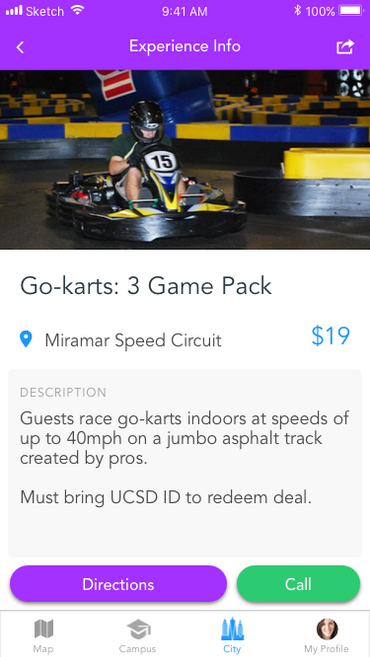 Sketch 9:41 AM 100%
Experience Info
15
Go-karts: 3 Game Pack
Miramar Speed Circuit $19
DESCRIPTION
Guests race go-karts indoors at speeds of
up to 40mph on a jumbo asphalt track
created by pros.
Must bring UCSD ID to redeem deal.
Directions Call
Map Campus City My Profile